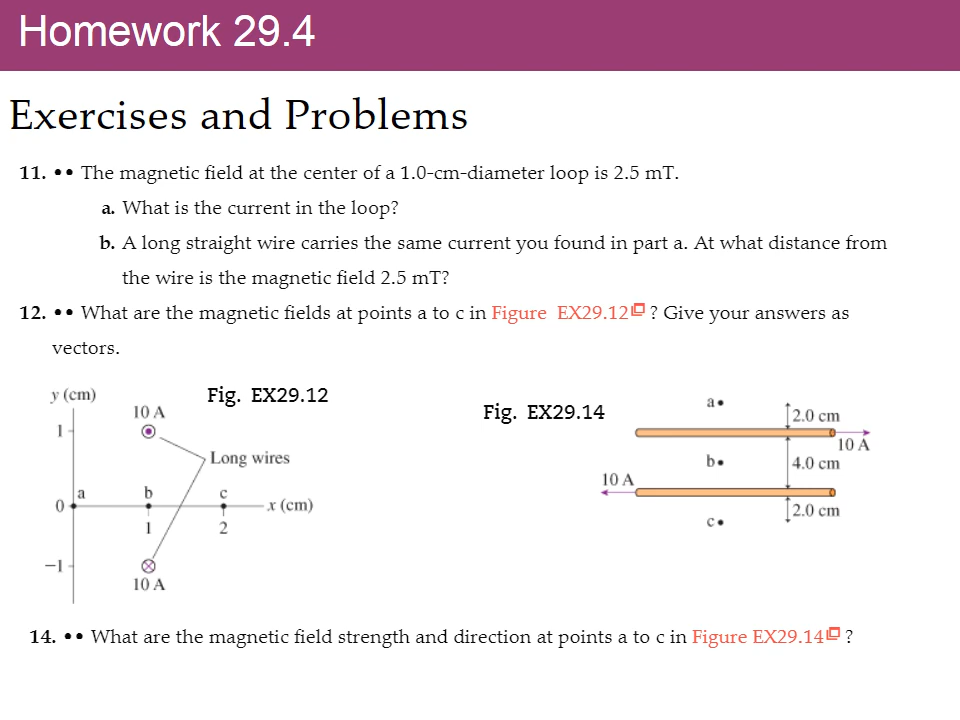 Homework 29.4
Exercises and Problems
11. •• The magnetic field at the center of a 1.0-cm-diameter loop is 2.5 mT.
a. What is the current in the loop?
b. A long straight wire carries the same current you found in part a. At what distance from
the wire is the magnetic field 2.5 mT?
12. •• What are the magnetic fields at points a to c in Figure EX29.12 ? Give your answers as
vectors.
y (cm)
Fig. EX29.12
10 A
1
Long wires
a
b
c
0
x (cm)
1
2
−1
10 A
Fig. EX29.14
a
2.0 cm
10 A
b
4.0 cm
10 A
2.0 cm
c
14. •• What are the magnetic field strength and direction at points a to c in Figure EX29.14 ?